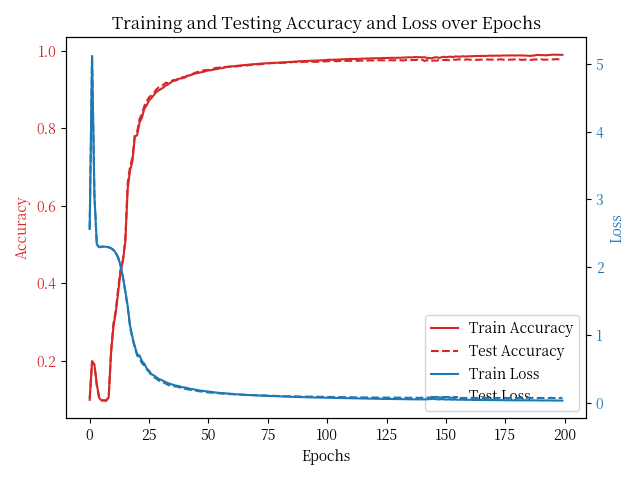 Training and Testing Accuracy and Loss over Epochs
1.0
0.8
0.6
0.4
0.2
Accuracy
5
4
3
2
1
0
Loss
Train Accuracy
Test Accuracy
Train Loss
Test Loss
0 25 50 75 100 125 150 175 200
Epochs